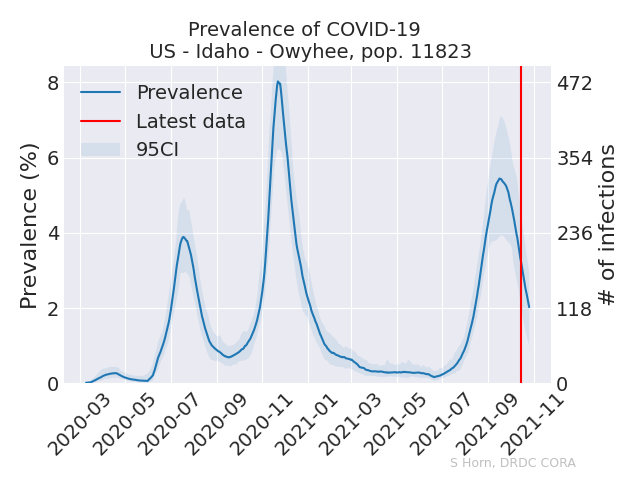 Prevalence of COVID-19
US - Idaho - Owyhee, pop. 11823
Prevalence
Latest data
95CI
Prevalence (%)
8
6
4
2
0
# of infections
472
354
236
118
0
2020-03
2020-05
2020-07
2020-09
2020-11
2021-01
2021-03
2021-05
2021-07
2021-09
2021-11
S Horn, DRDC CORA